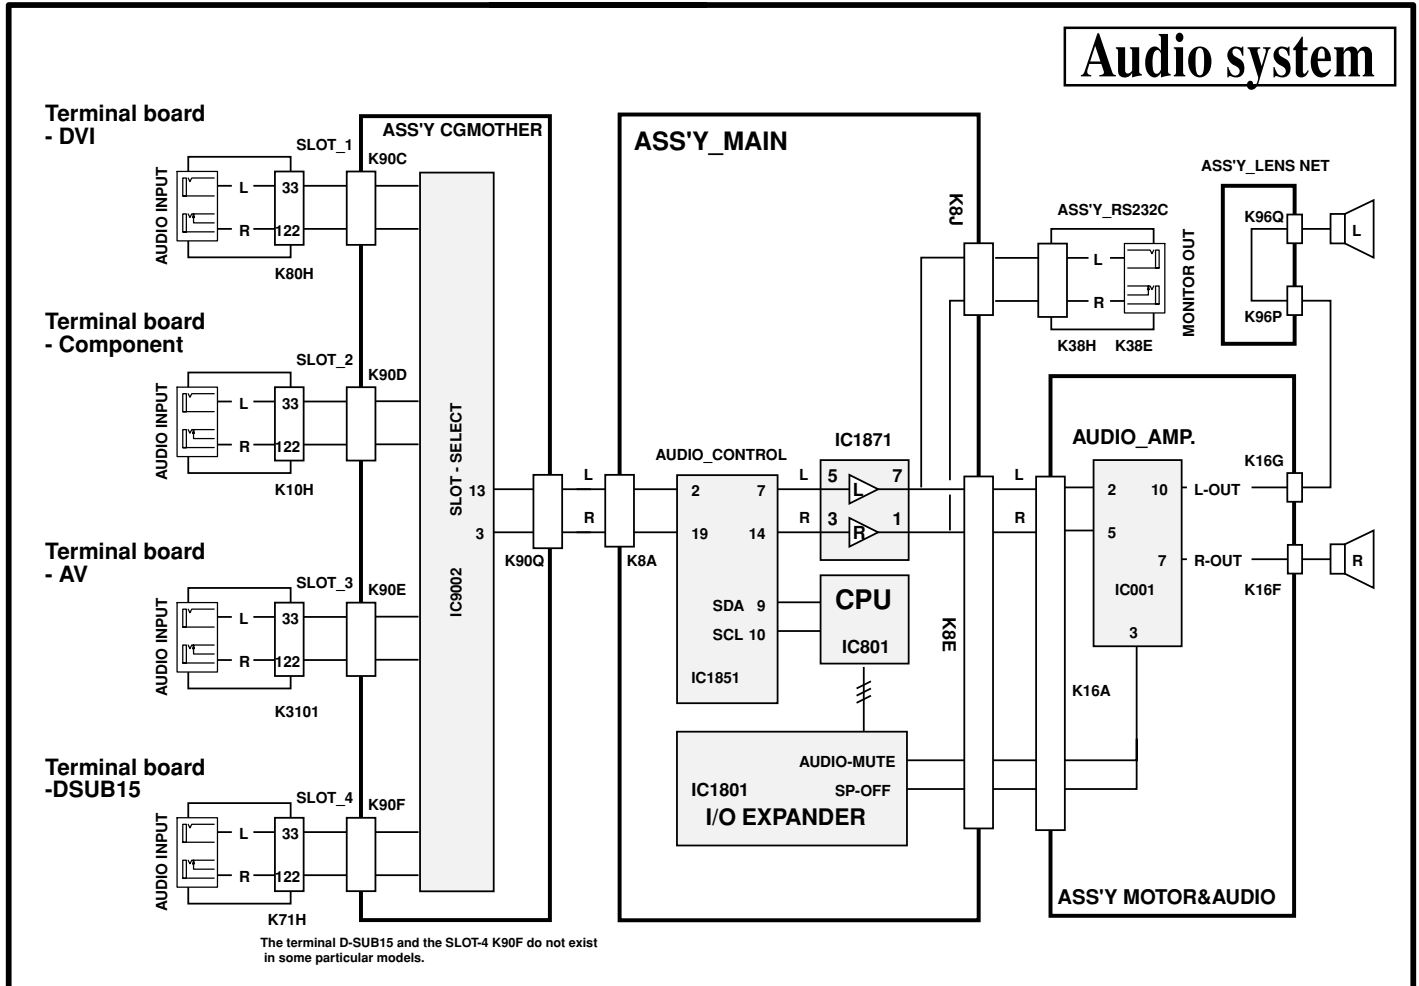 Audio system
Terminal board
- DVI
SLOT_1
K90C
AUDIO INPUT
L
33
R
122
K80H
Terminal board
- Component
SLOT_2
K90D
AUDIO INPUT
L
33
R
122
K10H
Terminal board
- AV
SLOT_3
K90E
AUDIO INPUT
L
33
R
122
K3101
Terminal board
-DSUB15
SLOT_4
K90F
AUDIO INPUT
L
33
R
122
K71H
The terminal D-SUB15 and the SLOT-4 K90F do not exist
in some particular models.
ASS'Y CGMOTHER
SLOT - SELECT
IC9002
13
3
K90Q
L
R
K8A
ASS'Y_MAIN
AUDIO_CONTROL
2
7
19
14
SDA 9
SCL 10
IC1851
L
R
IC1871
5
7
L
3
1
R
CPU
IC801
AUDIO-MUTE
IC1801
SP-OFF
I/O EXPANDER
K8J
K8E
ASS'Y_RS232C
L
R
MONITOR OUT
K38H
K38E
ASS'Y_LENS NET
K96Q
L
K96P
L
R
K16A
AUDIO_AMP.
2
10
L-OUT
K16G
5
7
R-OUT
R
IC001
K16F
3
ASS'Y MOTOR&AUDIO